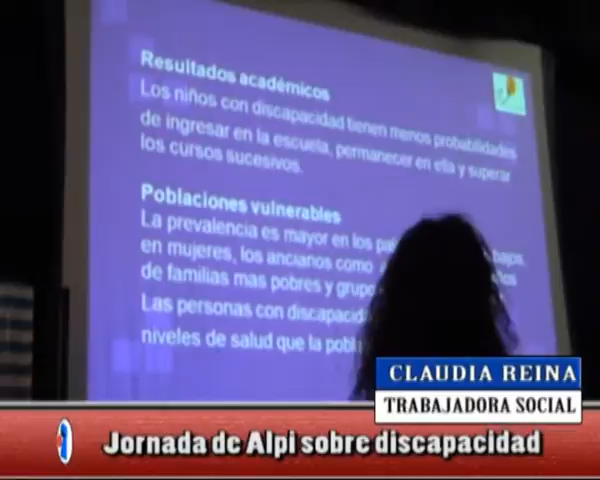 Resultados académicos
Los niños con discapacidad tienen menos probabilidades
de ingresar en la escuela, permanecer en ella y superar
los cursos sucesivos.
Poblaciones vulnerables
La prevalencia es mayor en los bajos,
en mujeres, los ancianos como
de familias mas pobres y
Las personas con
niveles de salud que la
CLAUDIA REINA
TRABAJADORA SOCIAL
Jornada de Alpi sobre discapacidad